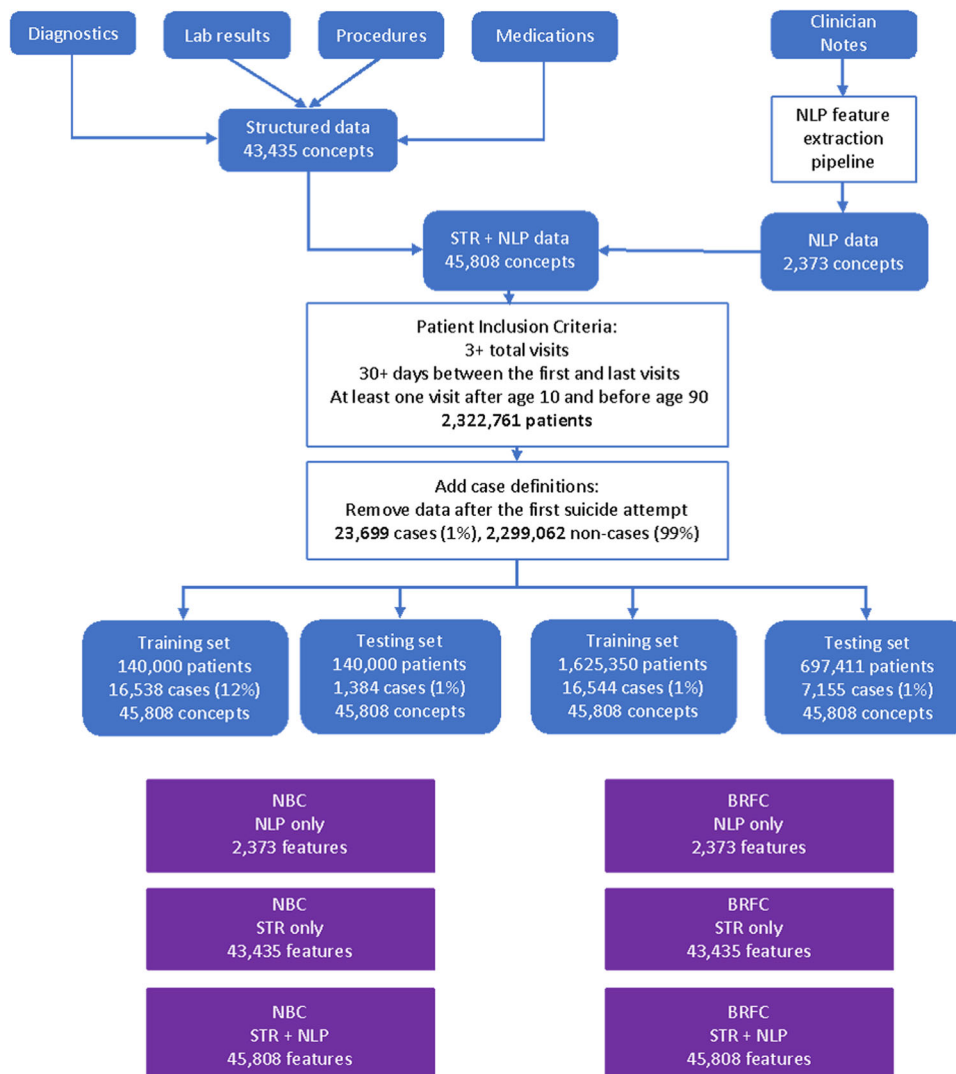 Diagnostics
Lab results
Procedures
Medications
Clinician
Notes
Structured data
43,435 concepts
NLP feature
extraction
pipeline
STR + NLP data
45,808 concepts
NLP data
2,373 concepts
Patient Inclusion Criteria:
3+ total visits
30+ days between the first and last visits
At least one visit after age 10 and before age 90
2,322,761 patients
Add case definitions:
Remove data after the first suicide attempt
23,699 cases (1%), 2,299,062 non-cases (99%)
Training set
140,000 patients
16,538 cases (12%)
45,808 concepts
Testing set
140,000 patients
1,384 cases (1%)
45,808 concepts
Training set
1,625,350 patients
16,544 cases (1%)
45,808 concepts
Testing set
697,411 patients
7,155 cases (1%)
45,808 concepts
NBC
NLP only
2,373 features
BRFC
NLP only
2,373 features
NBC
STR only
43,435 features
BRFC
STR only
43,435 features
NBC
STR + NLP
45,808 features
BRFC
STR + NLP
45,808 features